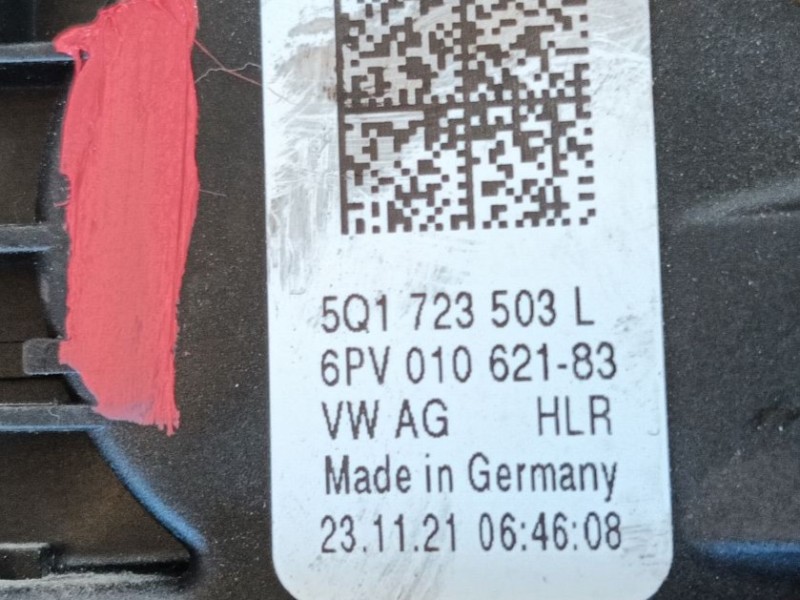 5Q1 723 503 L
6PV 010 621-83
VW AG HLR
Made in Germany
23.11.21 06:46:08